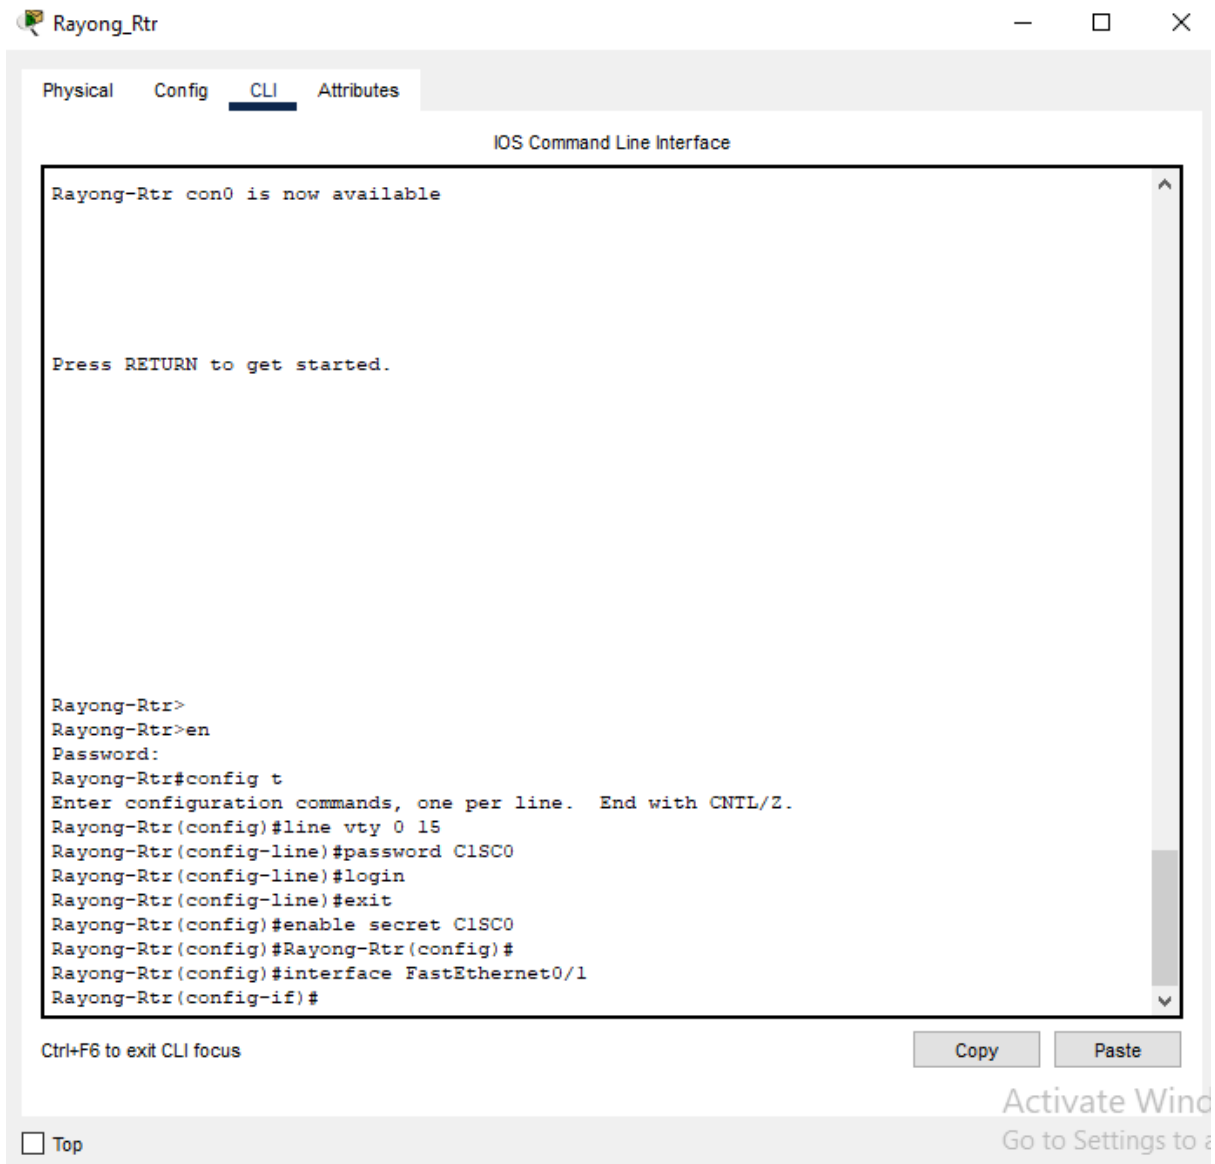 Rayong_Rtr
Physical Config CLI Attributes
IOS Command Line Interface
Rayong-Rtr con0 is now available
Press RETURN to get started.
Rayong-Rtr>
Rayong-Rtr>en
Password:
Rayong-Rtr#config t
Enter configuration commands, one per line.  End with CNTL/Z.
Rayong-Rtr(config)#line vty 0 15
Rayong-Rtr(config-line)#password C1SC0
Rayong-Rtr(config-line)#login
Rayong-Rtr(config-line)#exit
Rayong-Rtr(config)#enable secret C1SC0
Rayong-Rtr(config)#Rayong-Rtr(config)#
Rayong-Rtr(config)#interface FastEthernet0/1
Rayong-Rtr(config-if)#
Ctrl+F6 to exit CLI focus
Copy Paste
Activate Wind
Go to Settings to a
Top